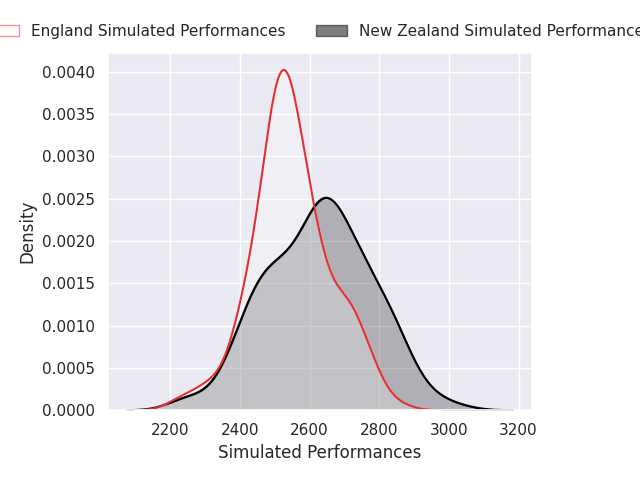 England Simulated Performances
New Zealand Simulated Performance
0.0040
0.0035
0.0030
0.0025
0.0020
0.0015
0.0010
0.0005
0.0000
Density
2200 2400 2600 2800 3000 3200
Simulated Performances